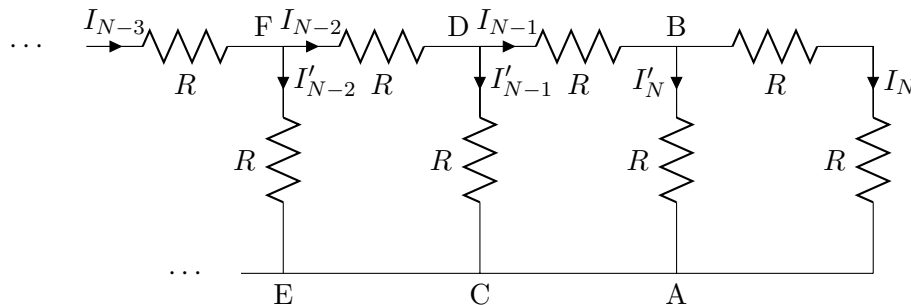 I_{N-3} F I_{N-2} D I_{N-1} B
... R R R R
I'_{N-2} I'_{N-1} I'_N I_N
R R R R
...
E C A